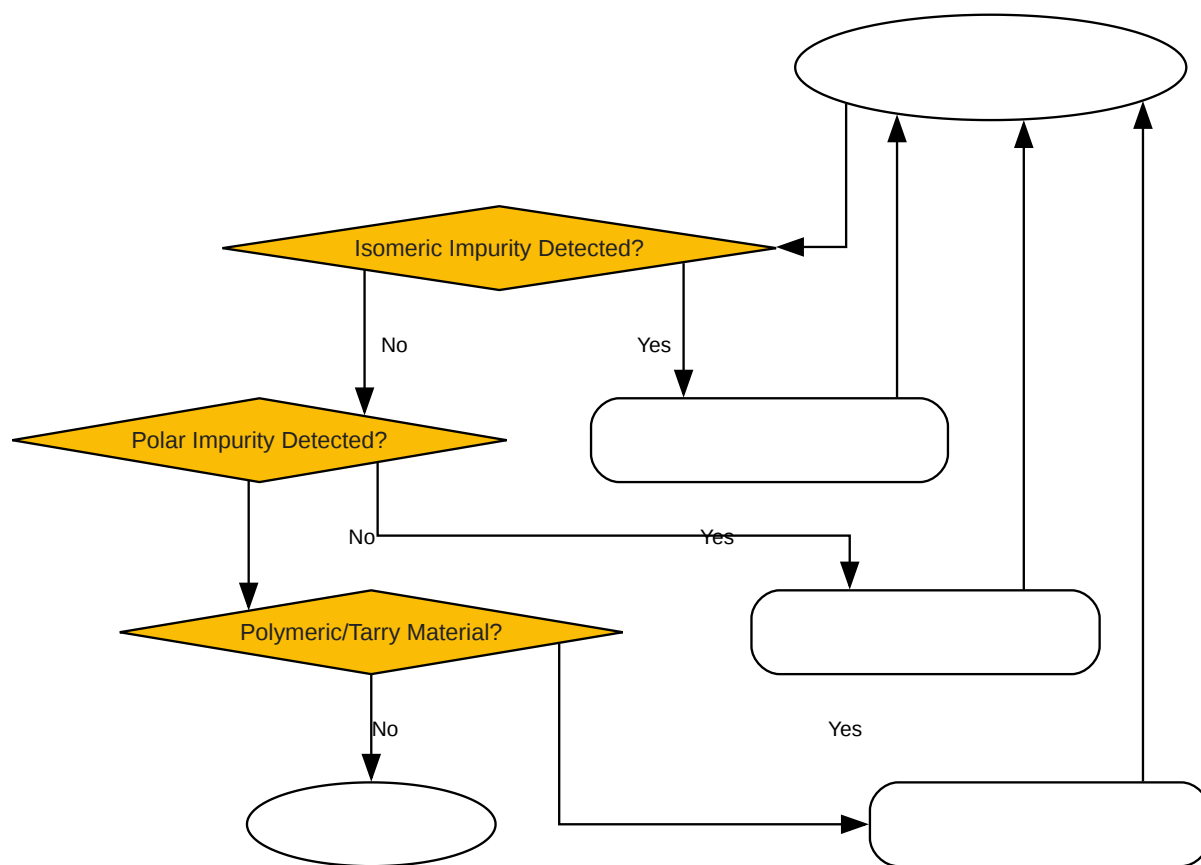 Isomeric Impurity Detected?
No
Yes
Polar Impurity Detected?
No
Yes
Polymeric/Tarry Material?
No
Yes